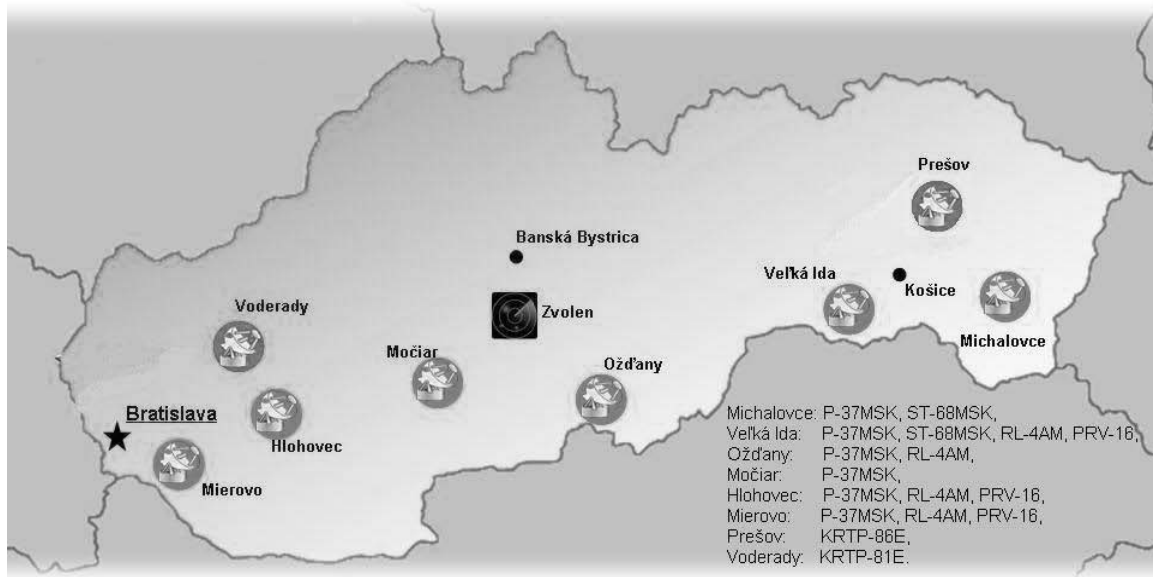 Prešov
Banská Bystrica
Veľká Ida
Košice
Voderady
Zvolen
Michalovce
Močiar
Ožďany
Bratislava
Hlohovec
Mierovo
Michalovce: P-37MSK, ST-68MSK,
Veľká Ida: P-37MSK, ST-68MSK, RL-4AM, PRV-16,
Ožďany: P-37MSK, RL-4AM,
Močiar: P-37MSK,
Hlohovec: P-37MSK, RL-4AM, PRV-16,
Mierovo: P-37MSK, RL-4AM, PRV-16,
Prešov: KRTP-86E,
Voderady: KRTP-81E.